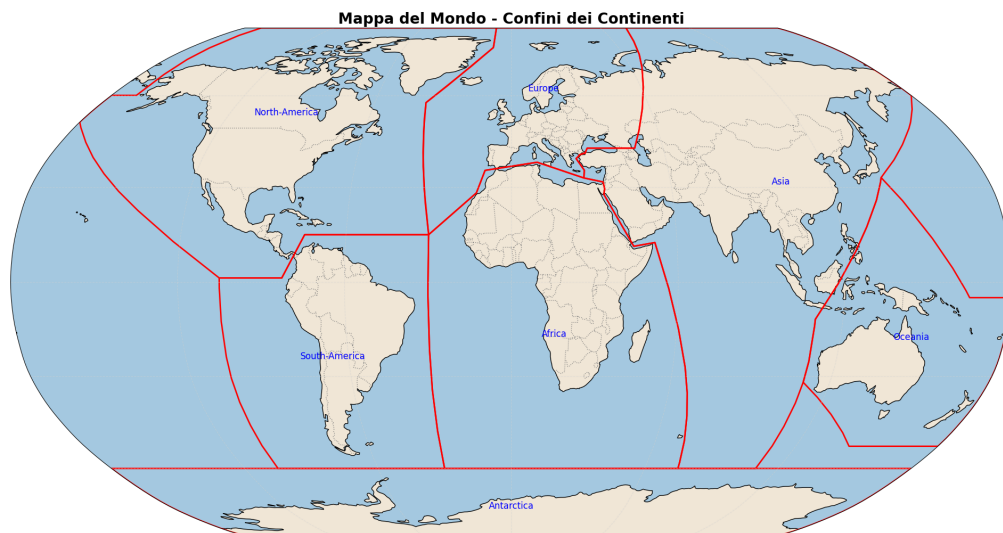 Mappa del Mondo - Confini dei Continenti
Europe
North-America
Asia
Africa
Oceania
South-America
Antarctica